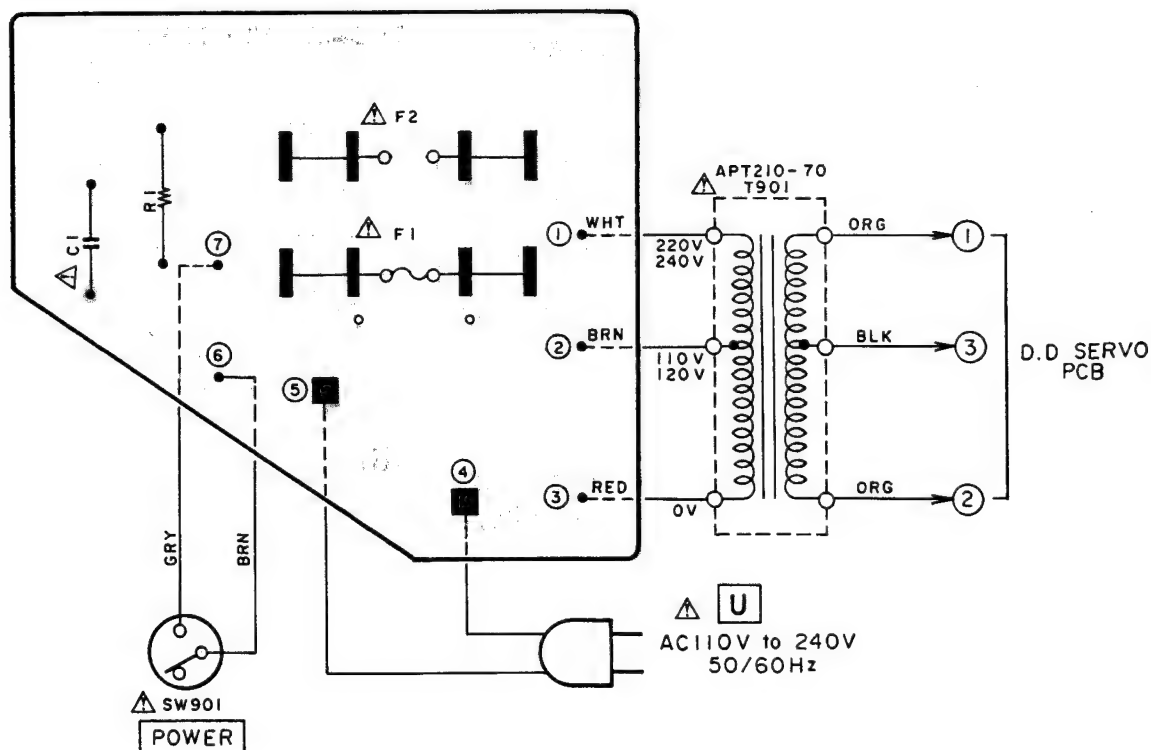 ⚠ F2
R1
⚠ C1
⑦
⚠ F1
① WHT
⚠ APT210-70
T901
220V
240V
ORG
①
⑥
② BRN
110V
120V
BLK
③
D.D SERVO
PCB
⑤
④
③ RED
0V
ORG
②
GRY
BRN
⚠ U
AC110V to 240V
50/60Hz
⚠ SW901
POWER